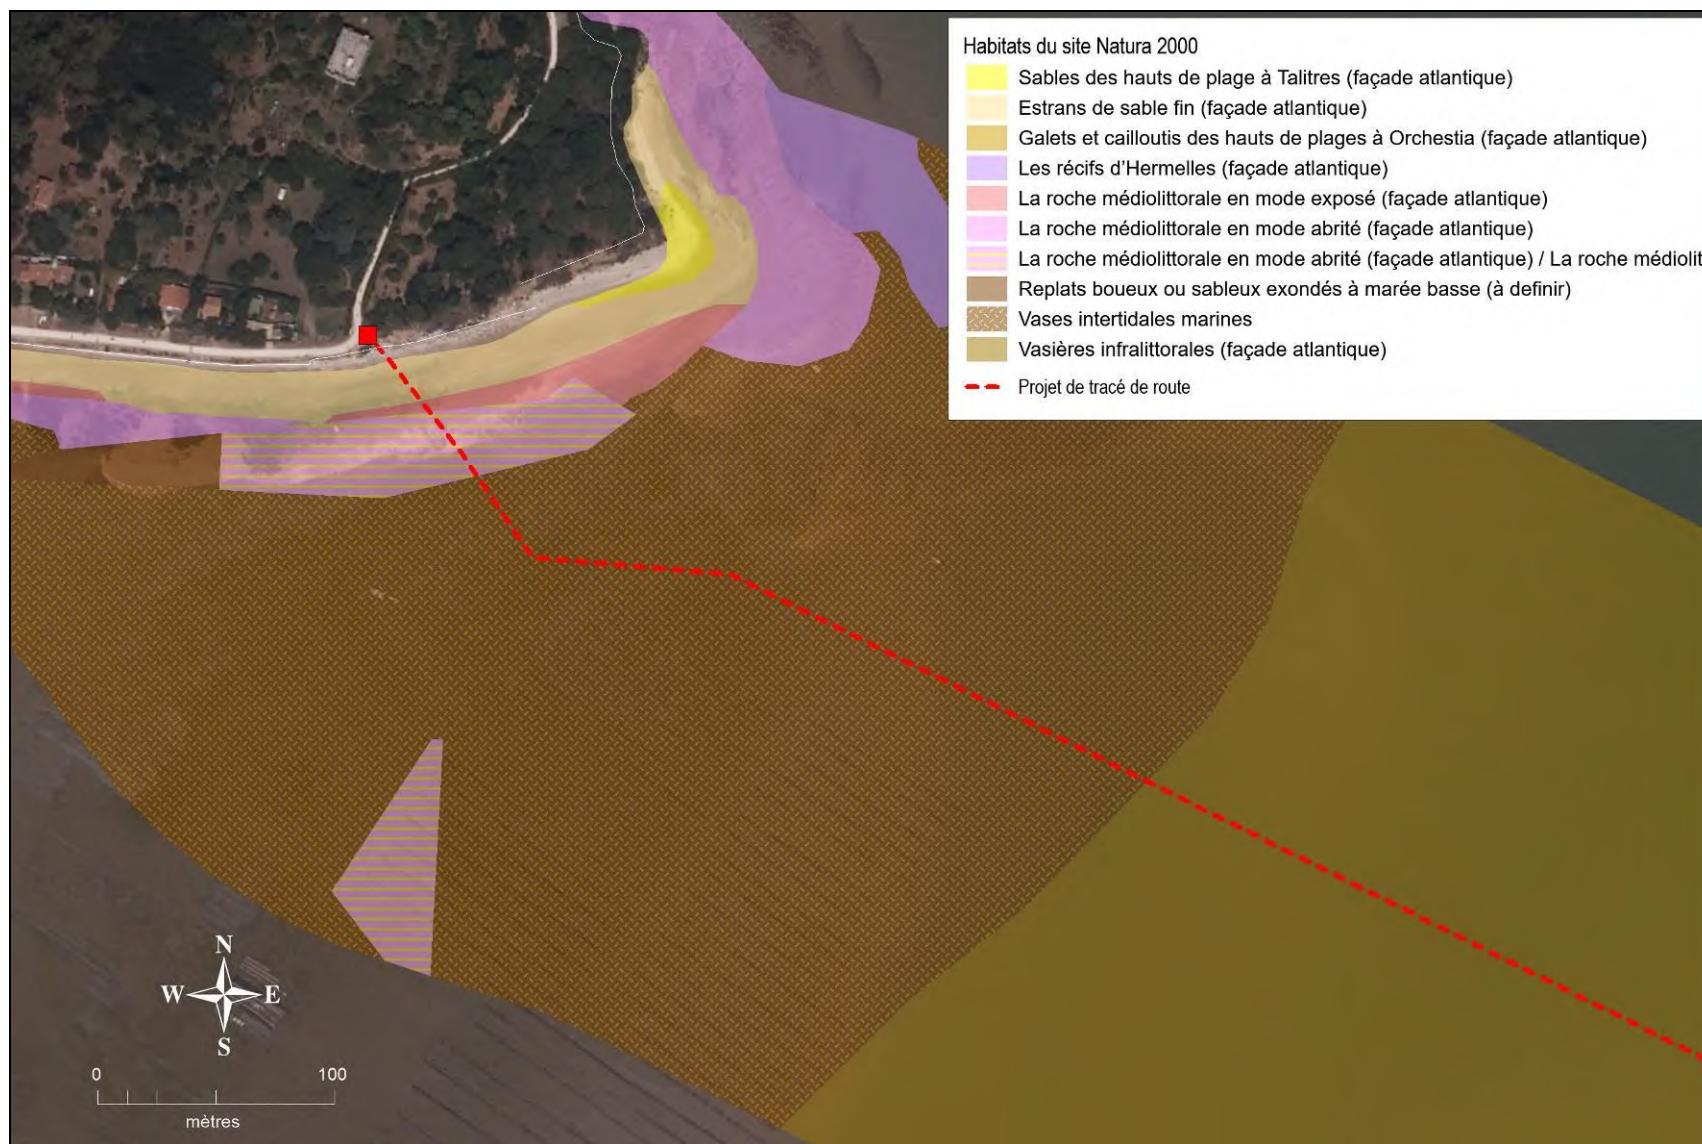 Habitats du site Natura 2000
Sables des hauts de plage à Talitres (façade atlantique)
Estrans de sable fin (façade atlantique)
Galets et cailloutis des hauts de plages à Orchestia (façade atlantique)
Les récifs d'Hermelles (façade atlantique)
La roche médiolittorale en mode exposé (façade atlantique)
La roche médiolittorale en mode abrité (façade atlantique)
La roche médiolittorale en mode abrité (façade atlantique) / La roche médiolit
Replats boueux ou sableux exondés à marée basse (à definir)
Vases intertidales marines
Vasières infralittorales (façade atlantique)
Projet de tracé de route
N
W E
S
0 100
mètres